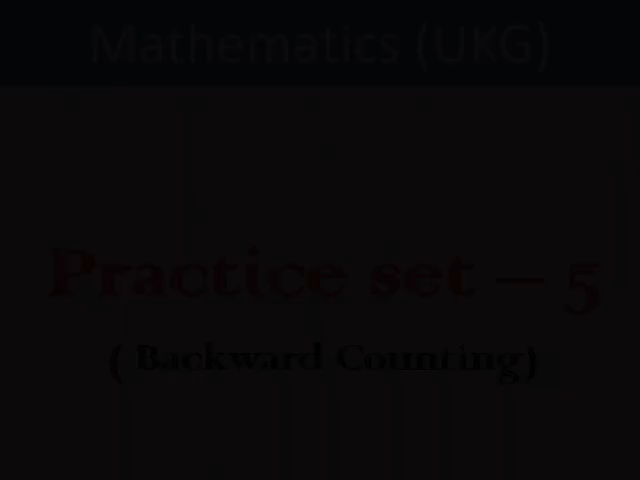 Mathematics (UKG)
Practice set – 5
( Backward Counting)